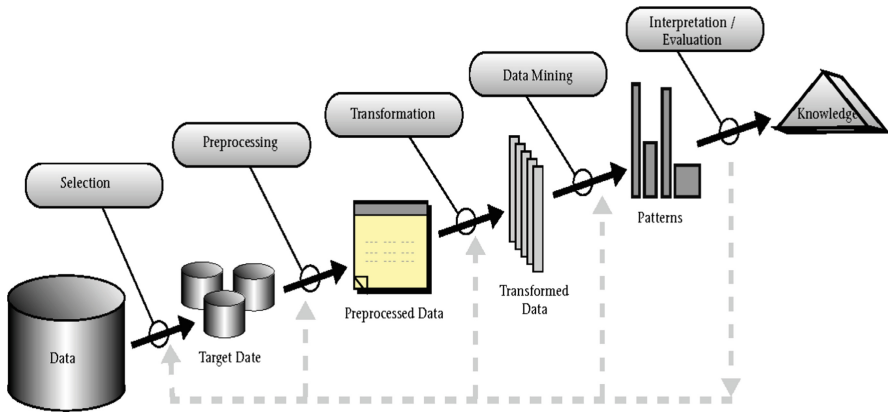 Interpretation /
Evaluation
Data Mining
Knowledge
Transformation
Preprocessing
Selection
Patterns
Transformed
Data
Preprocessed Data
Data
Target Date